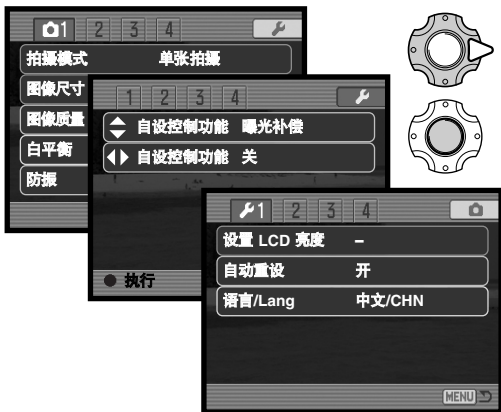 1 2 3 4
拍摄模式 单张拍摄
图像尺寸
图像质量
白平衡
防振
1 2 3 4
自设控制功能 曝光补偿
自设控制功能 关
执行
1 2 3 4
设置 LCD 亮度 –
自动重设 开
语言/Lang 中文/CHN
MENU